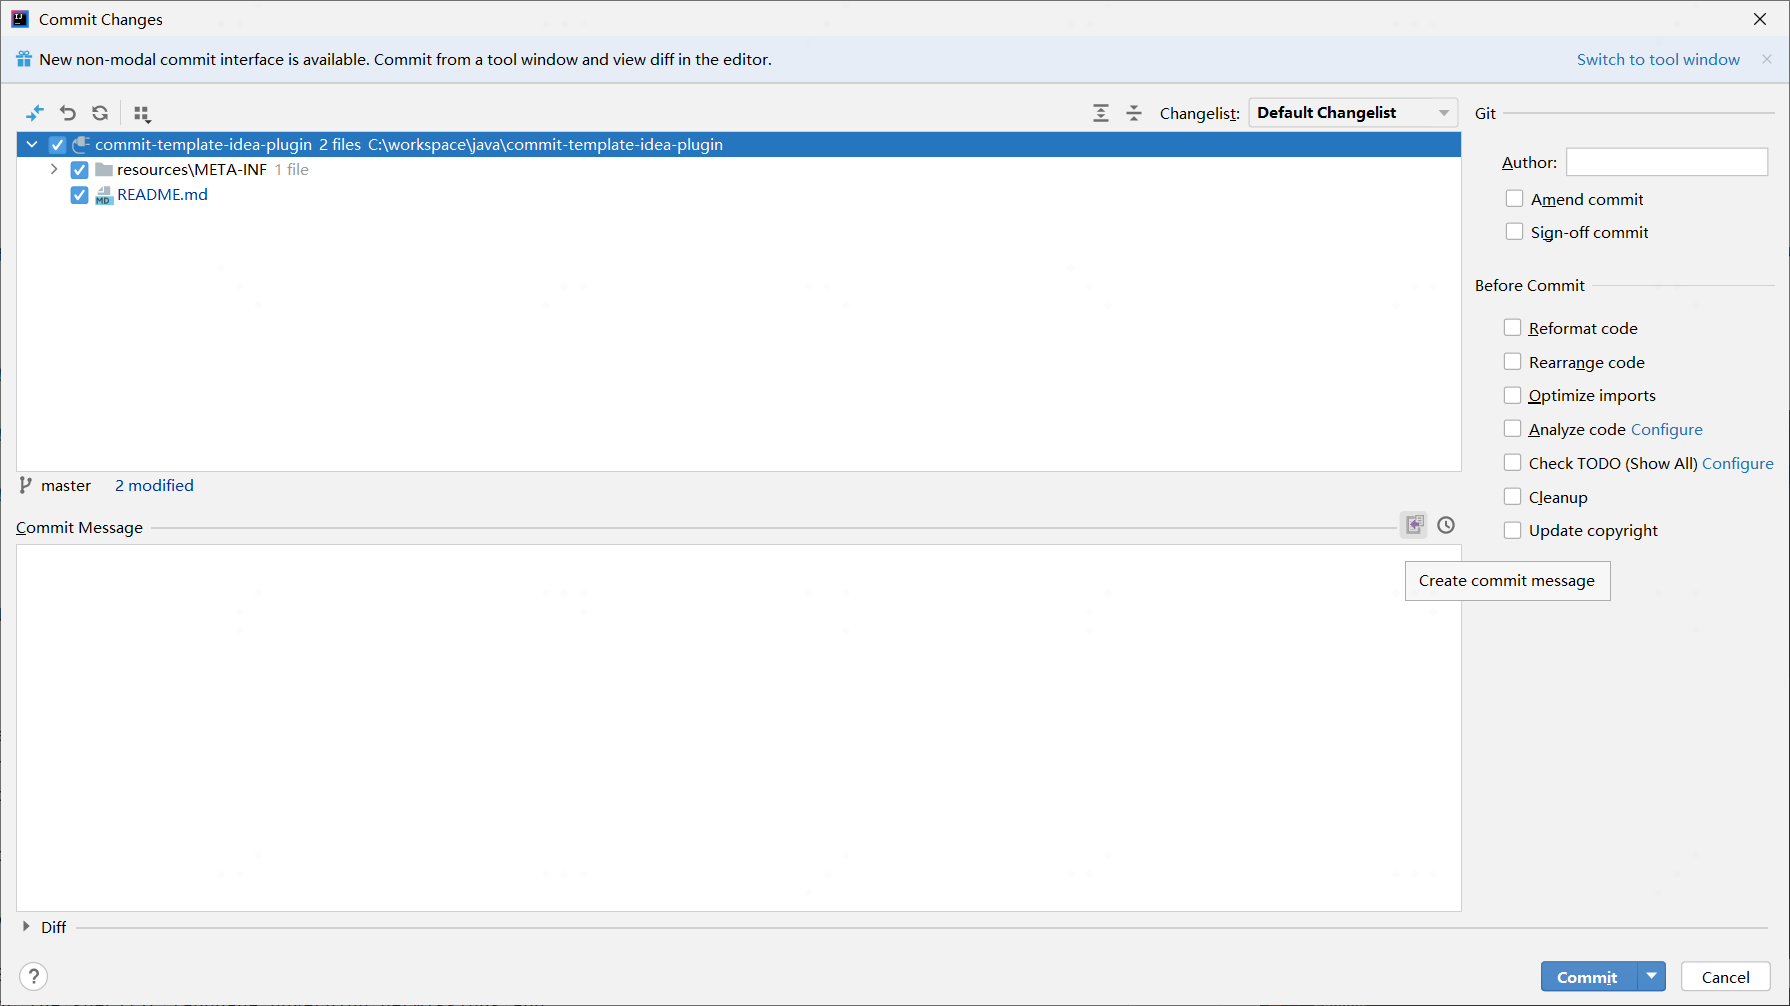 Commit Changes
New non-modal commit interface is available. Commit from a tool window and view diff in the editor.
Switch to tool window
Changelist:
Default Changelist
commit-template-idea-plugin 2 files C:\workspace\java\commit-template-idea-plugin
resources\META-INF 1 file
MD README.md
master
2 modified
Commit Message
Create commit message
Git
Author:
Amend commit
Sign-off commit
Before Commit
Reformat code
Rearrange code
Optimize imports
Analyze code Configure
Check TODO (Show All) Configure
Cleanup
Update copyright
Diff
?
Commit
Cancel